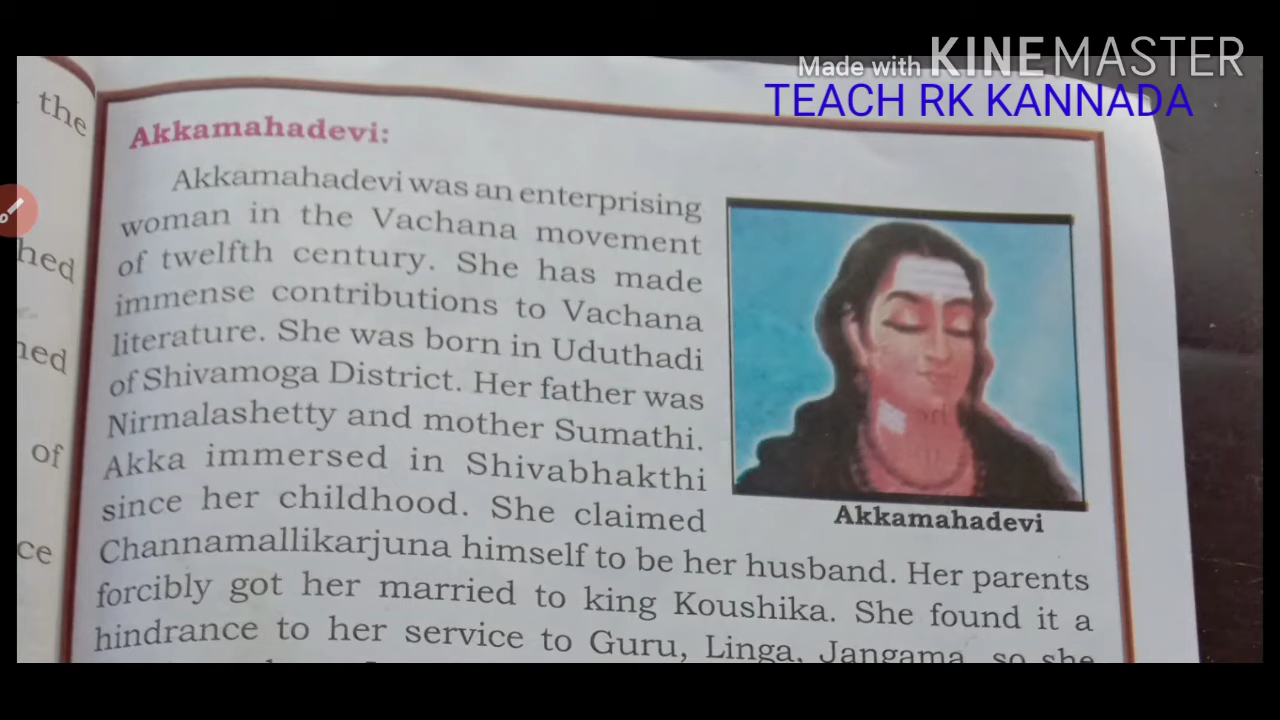 Made with KINEMASTER
TEACH RK KANNADA
the
hed
ned
of
ce
Akkamahadevi:
Akkamahadevi was an enterprising
woman in the Vachana movement
of twelfth century. She has made
immense contributions to Vachana
literature. She was born in Uduthadi
of Shivamoga District. Her father was
Nirmalashetty and mother Sumathi.
Akka immersed in Shivabhakthi
since her childhood. She claimed
Channamallikarjuna himself to be her husband. Her parents
forcibly got her married to king Koushika. She found it a
hindrance to her service to Guru, Linga, Jangama, so she
Akkamahadevi